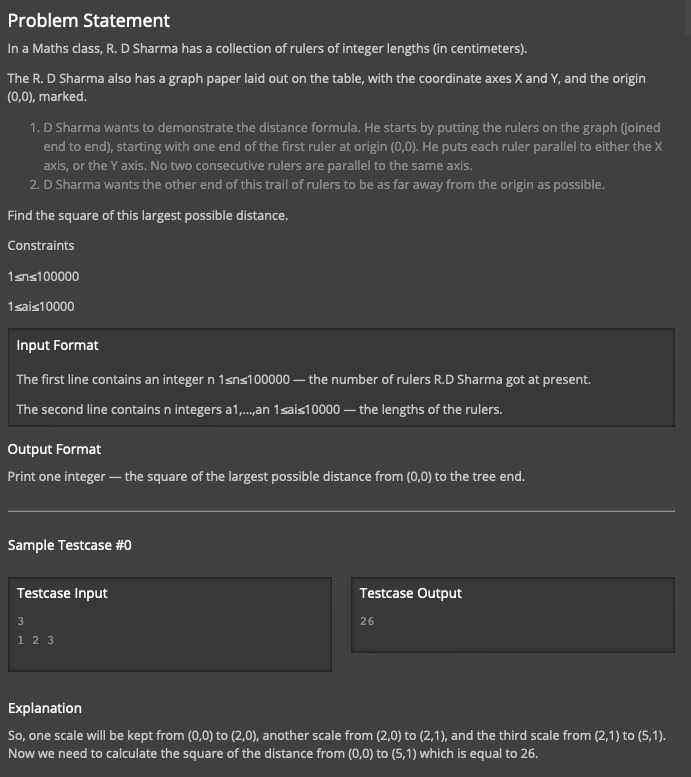 Problem Statement
In a Maths class, R. D Sharma has a collection of rulers of integer lengths (in centimeters).
The R. D Sharma also has a graph paper laid out on the table, with the coordinate axes X and Y, and the origin
(0,0), marked.
1. D Sharma wants to demonstrate the distance formula. He starts by putting the rulers on the graph (joined
end to end), starting with one end of the first ruler at origin (0,0). He puts each ruler parallel to either the X
axis, or the Y axis. No two consecutive rulers are parallel to the same axis.
2. D Sharma wants the other end of this trail of rulers to be as far away from the origin as possible.
Find the square of this largest possible distance.
Constraints
1≤n≤100000
1≤ai≤10000
Input Format
The first line contains an integer n 1≤n≤100000 — the number of rulers R.D Sharma got at present.
The second line contains n integers a1,...,an 1≤ai≤10000 — the lengths of the rulers.
Output Format
Print one integer — the square of the largest possible distance from (0,0) to the tree end.
Sample Testcase #0
Testcase Input
3
1 2 3
Testcase Output
26
Explanation
So, one scale will be kept from (0,0) to (2,0), another scale from (2,0) to (2,1), and the third scale from (2,1) to (5,1).
Now we need to calculate the square of the distance from (0,0) to (5,1) which is equal to 26.